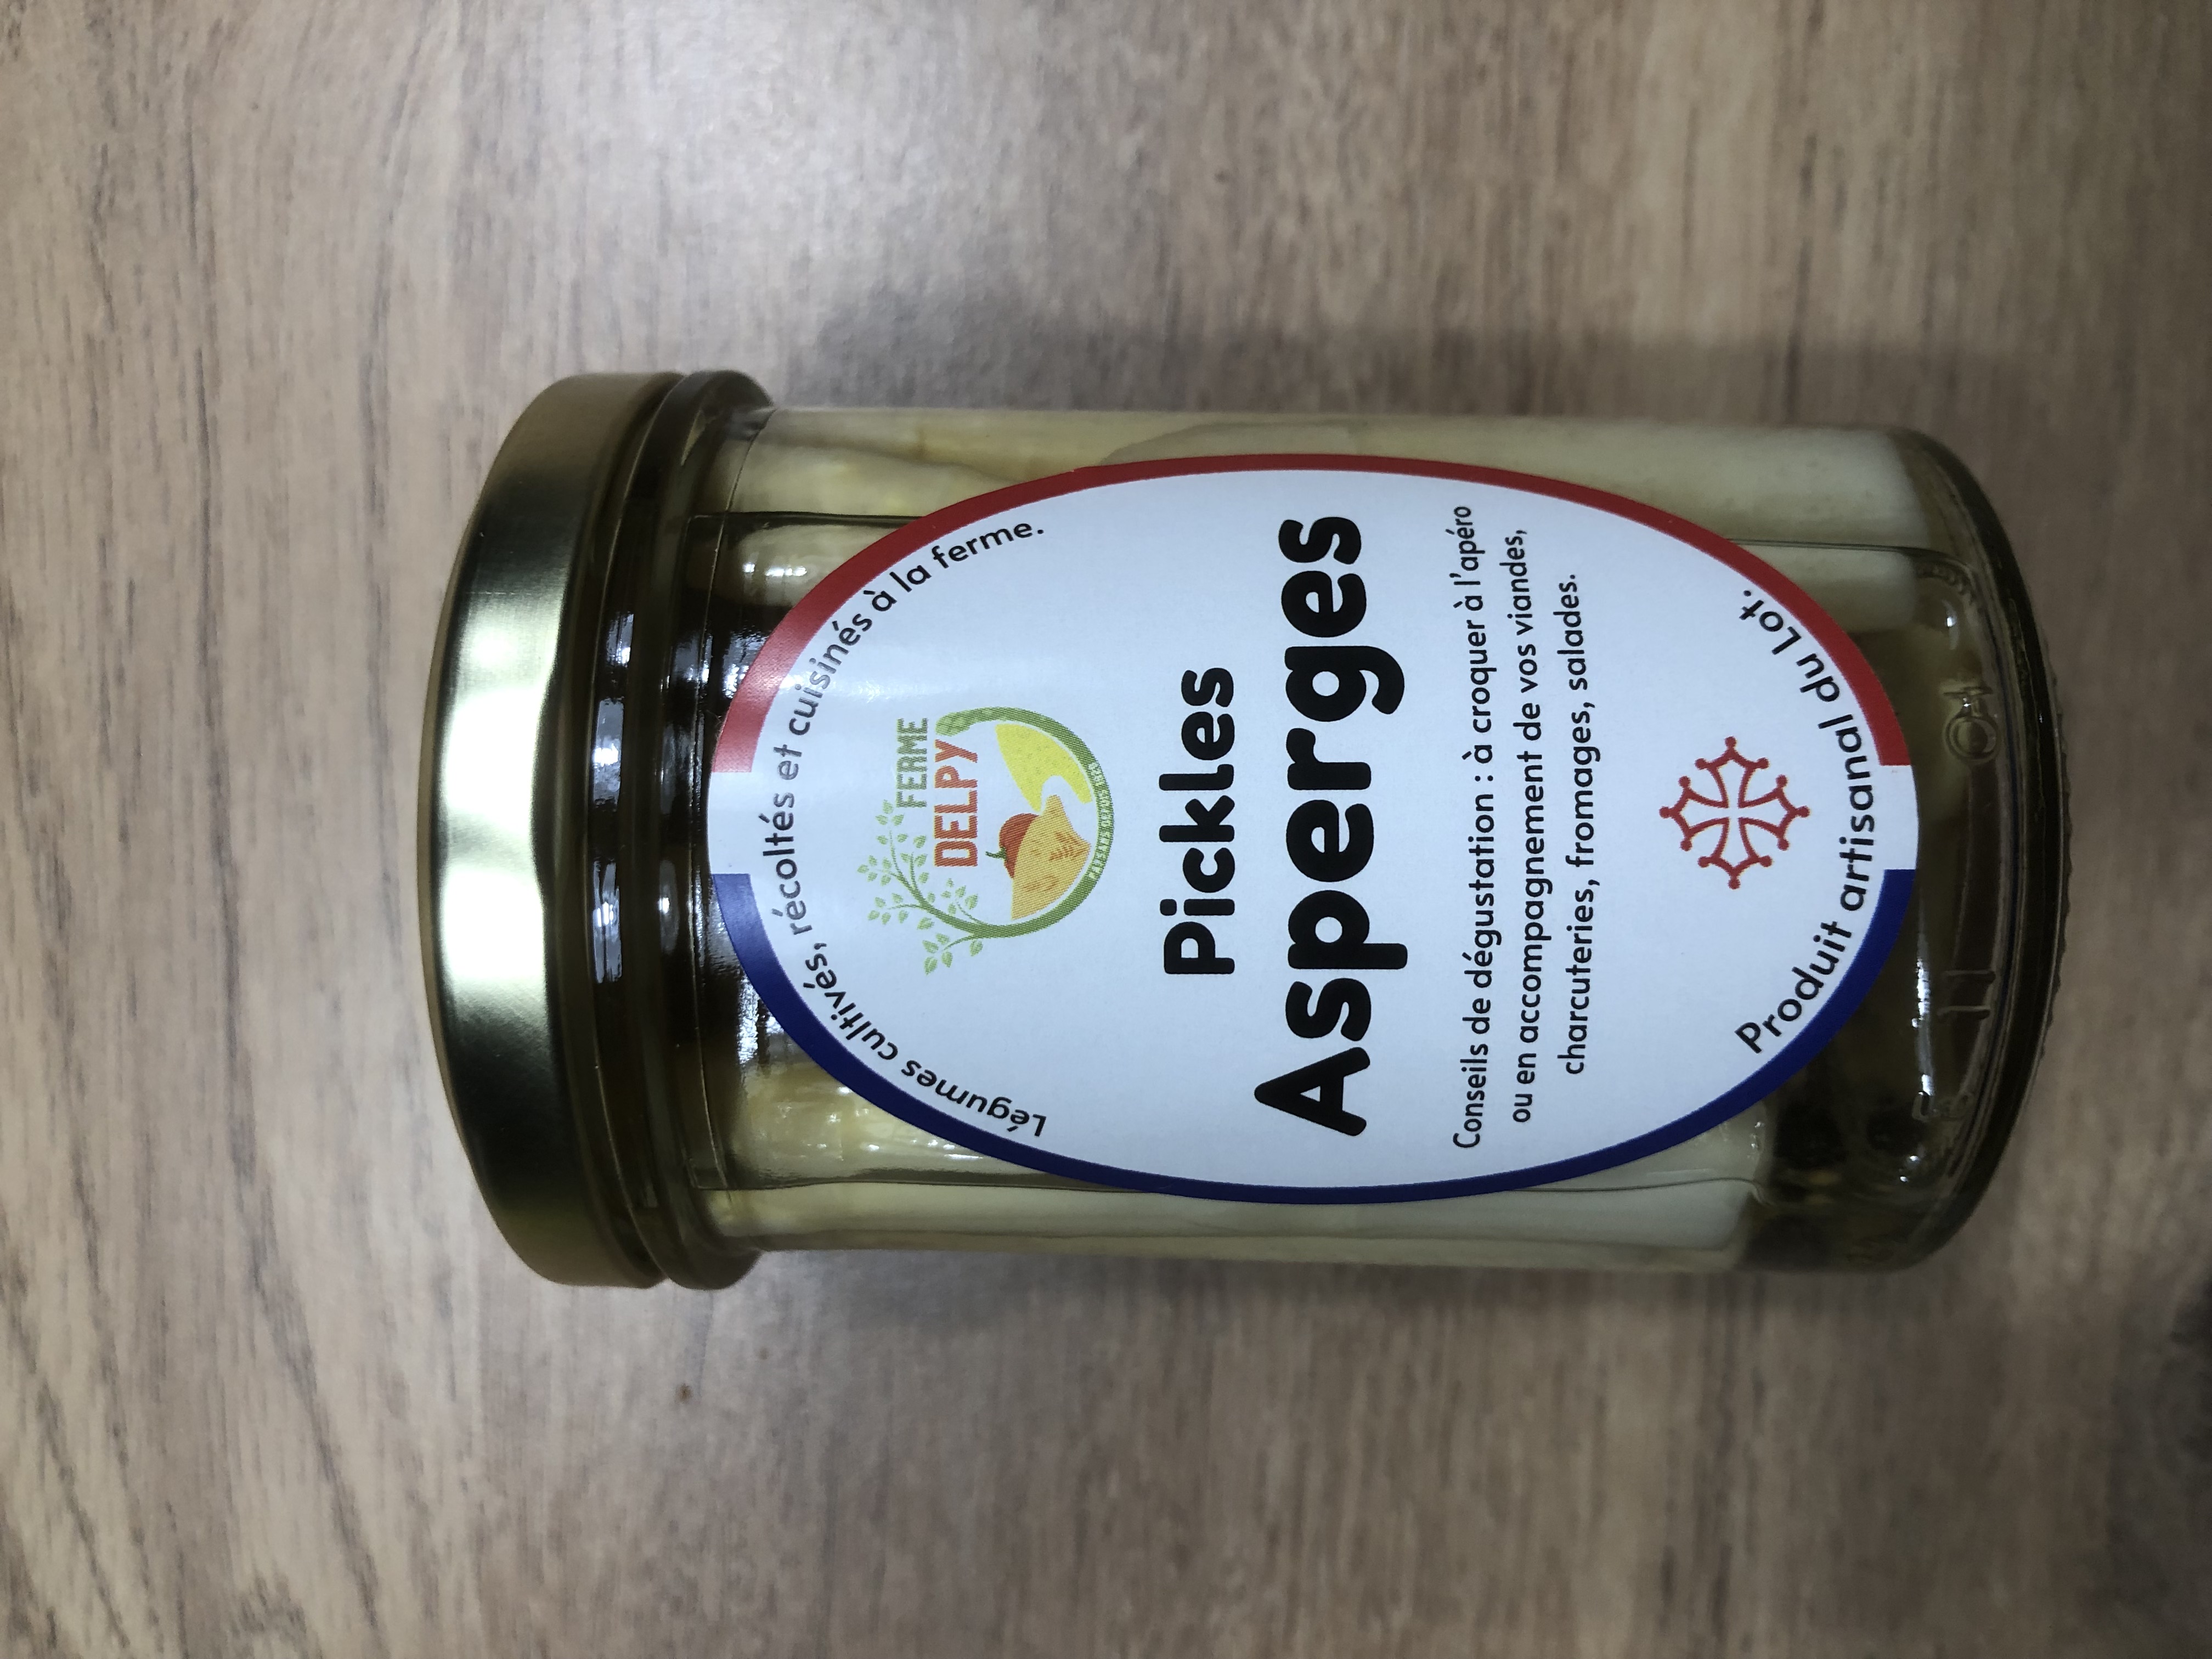 Légumes cultivés, récoltés et cuisinés à la ferme.
FERME
DELPY
Pickles
Asperges
Conseils de dégustation : à croquer à l'apéro
ou en accompagnement de vos viandes,
charcuteries, fromages, salades.
Produit artisanal du Lot.